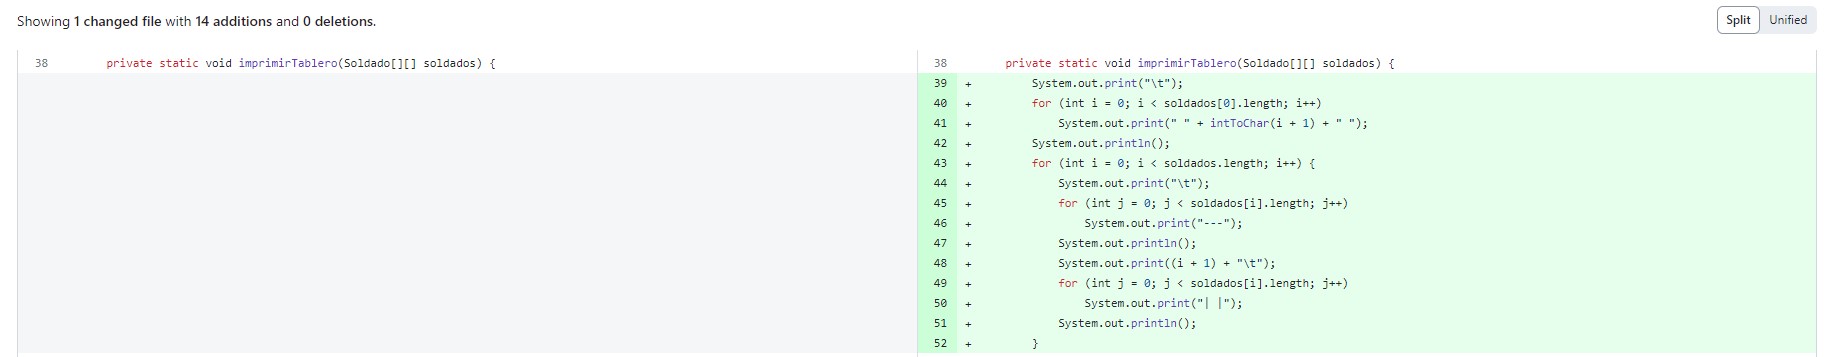 Showing 1 changed file with 14 additions and 0 deletions.
Split Unified
38 private static void imprimirTablero(Soldado[][] soldados) {
38 private static void imprimirTablero(Soldado[][] soldados) {
39 + System.out.print("\t");
40 + for (int i = 0; i < soldados[0].length; i++)
41 + System.out.print(" " + intToChar(i + 1) + " ");
42 + System.out.println();
43 + for (int i = 0; i < soldados.length; i++) {
44 + System.out.print("\t");
45 + for (int j = 0; j < soldados[i].length; j++)
46 + System.out.print("---");
47 + System.out.println();
48 + System.out.print((i + 1) + "\t");
49 + for (int j = 0; j < soldados[i].length; j++)
50 + System.out.print("| |");
51 + System.out.println();
52 + }